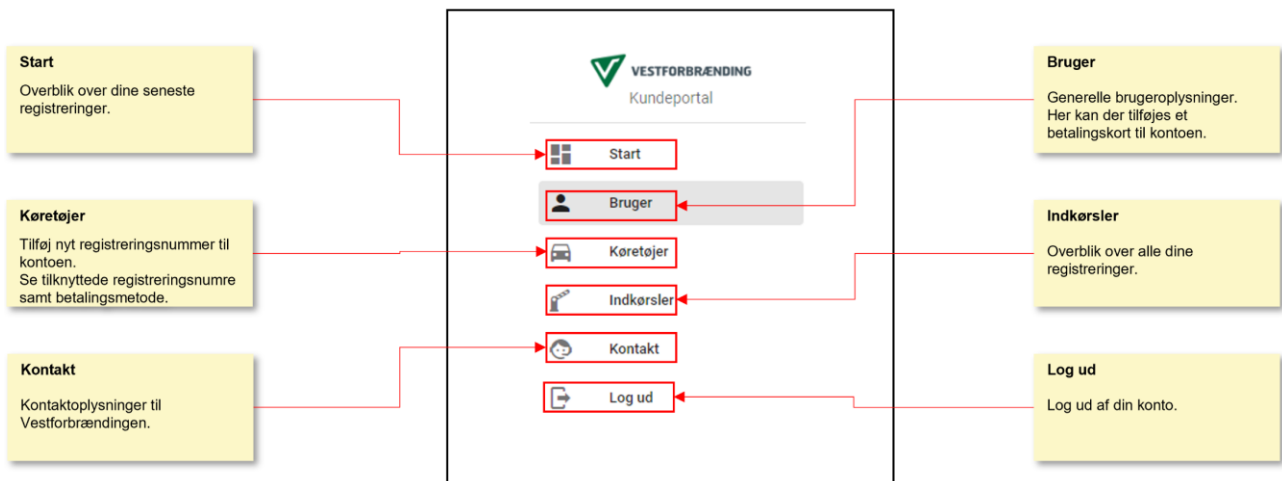 Start
Overblik over dine seneste
registreringer.
Køretøjer
Tilføj nyt registreringsnummer til
kontoen.
Se tilknyttede registreringsnumre
samt betalingsmetode.
Kontakt
Kontaktoplysninger til
Vestforbrændingen.
VESTFORBRÆNDING
Kundeportal
Start
Bruger
Køretøjer
Indkørsler
Kontakt
Log ud
Bruger
Generelle brugeroplysninger.
Her kan der tilføjes et
betalingskort til kontoen.
Indkørsler
Overblik over alle dine
registreringer.
Log ud
Log ud af din konto.